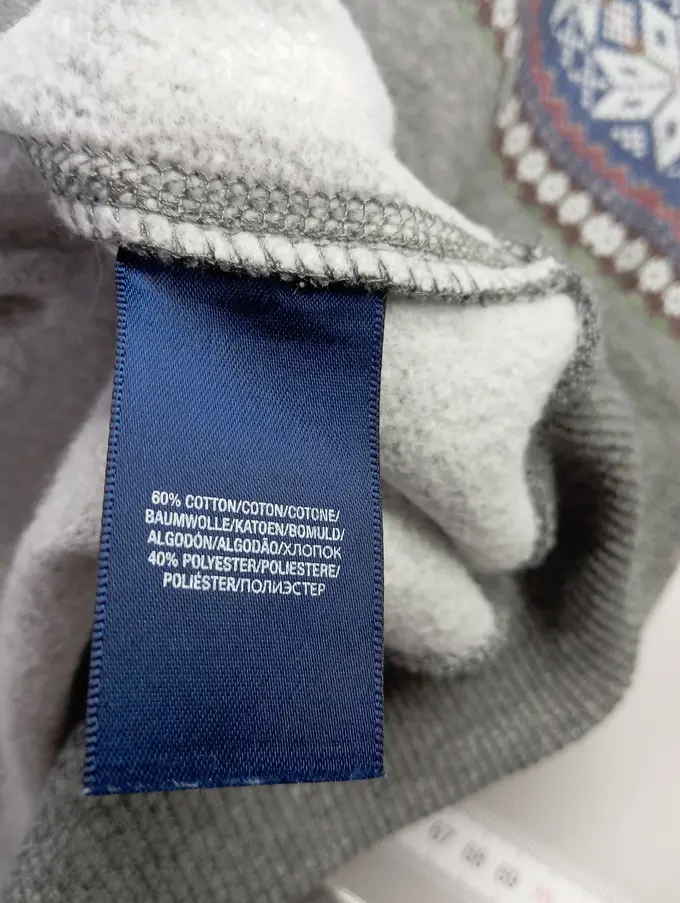 60% COTTON/COTON/COTONE/
BAUMWOLLE/KATOEN/BOMULD/
ALGODÓN/ALGODÃO/ХЛОПОК
40% POLYESTER/POLIESTERE/
POLIÉSTER/ПОЛИЭСТЕР